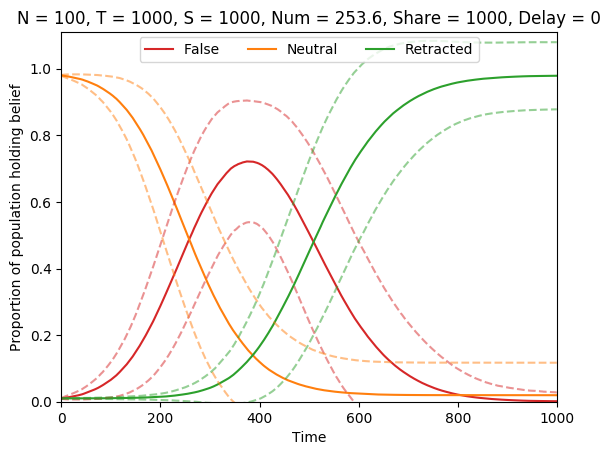 N = 100, T = 1000, S = 1000, Num = 253.6, Share = 1000, Delay = 0
False Neutral Retracted
Proportion of population holding belief
1.0
0.8
0.6
0.4
0.2
0.0
0 200 400 600 800 1000
Time